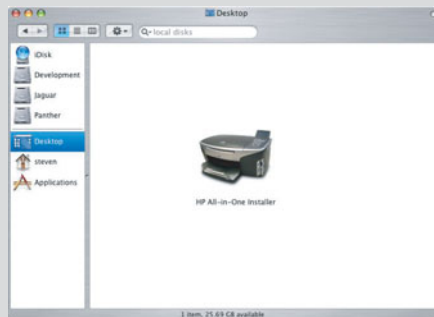 Desktop
local disks
iDisk
Development
Jaguar
Panther
Desktop
steven
Applications
HP All-in-One Installer
1 item, 25.69 GB available